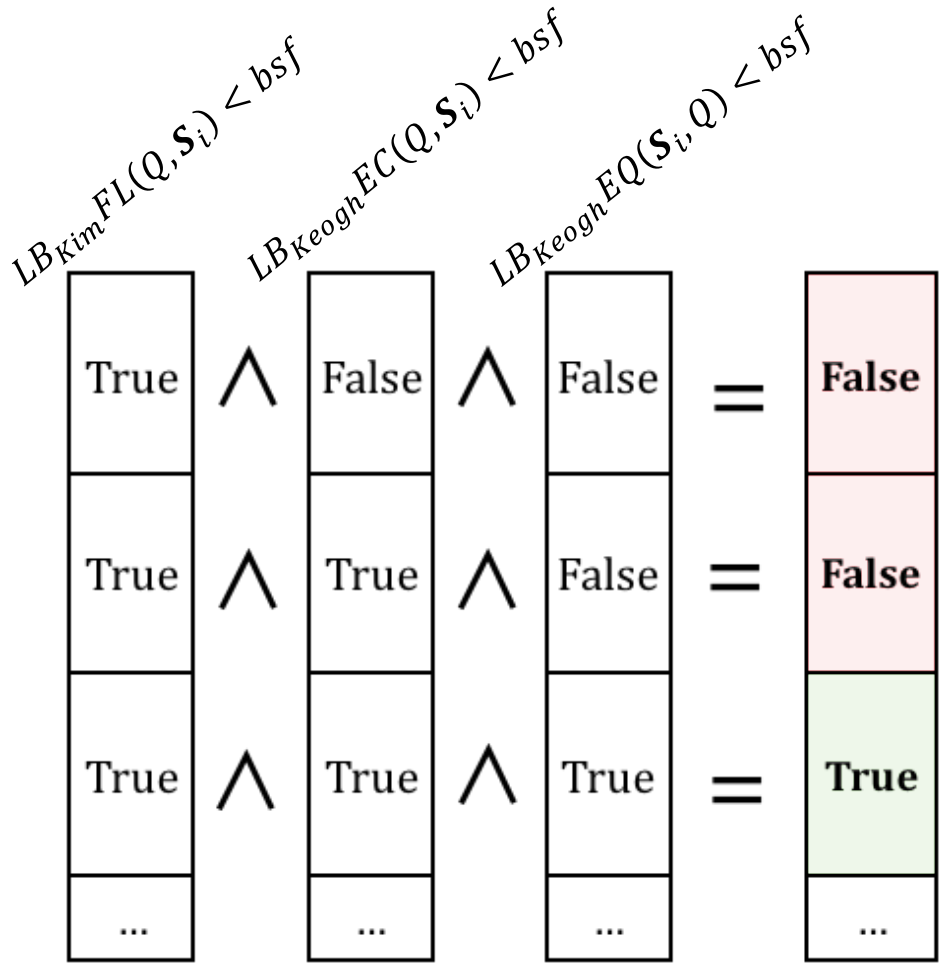 LB_{Kim}FL(Q, S_i) < bsf
LB_{Keogh}EC(Q, S_i) < bsf
LB_{Keogh}EQ(S_i, Q) < bsf
True ∧ False ∧ False = False
True ∧ True ∧ False = False
True ∧ True ∧ True = True
... ... ... ...